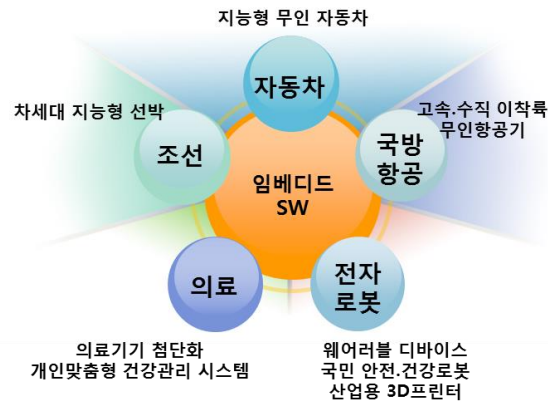 지능형 무인 자동차
자동차
차세대 지능형 선박
조선
고속.수직 이착륙
무인항공기
국방
항공
임베디드
SW
의료
전자
로봇
의료기기 첨단화
개인맞춤형 건강관리 시스템
웨어러블 디바이스
국민 안전.건강로봇
산업용 3D프린터